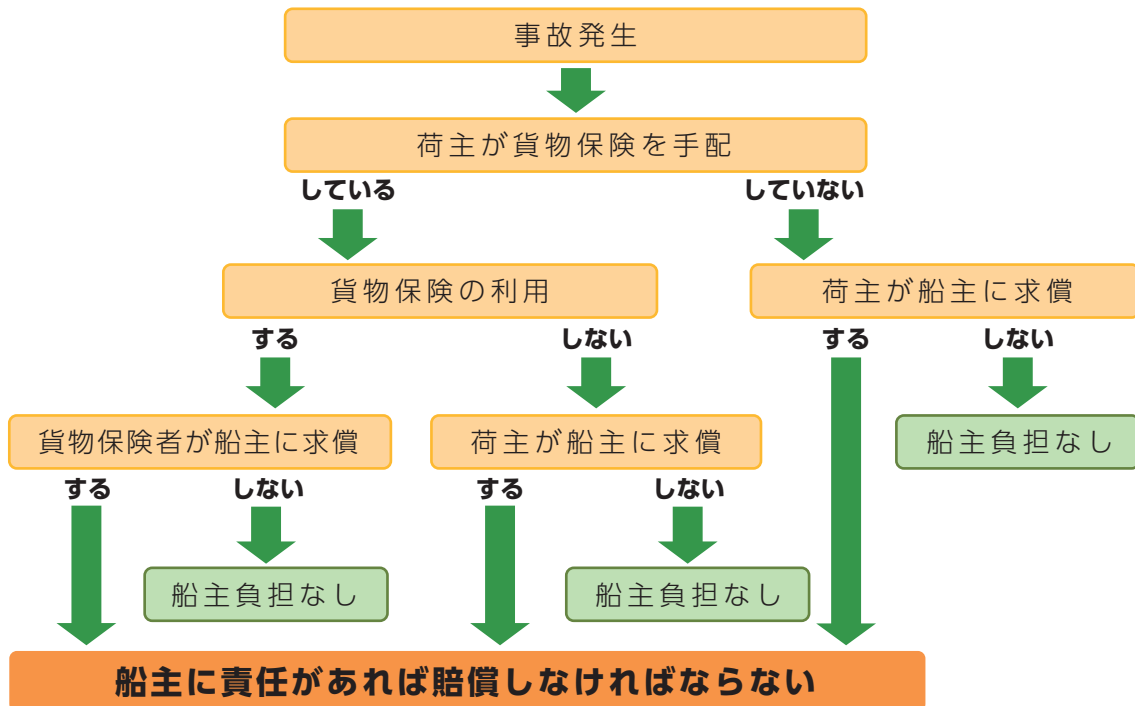 事故発生
荷主が貨物保険を手配
している
していない
貨物保険の利用
荷主が船主に求償
する
しない
する
しない
貨物保険者が船主に求償
荷主が船主に求償
船主負担なし
する
しない
する
しない
船主負担なし
船主負担なし
船主に責任があれば賠償しなければならない